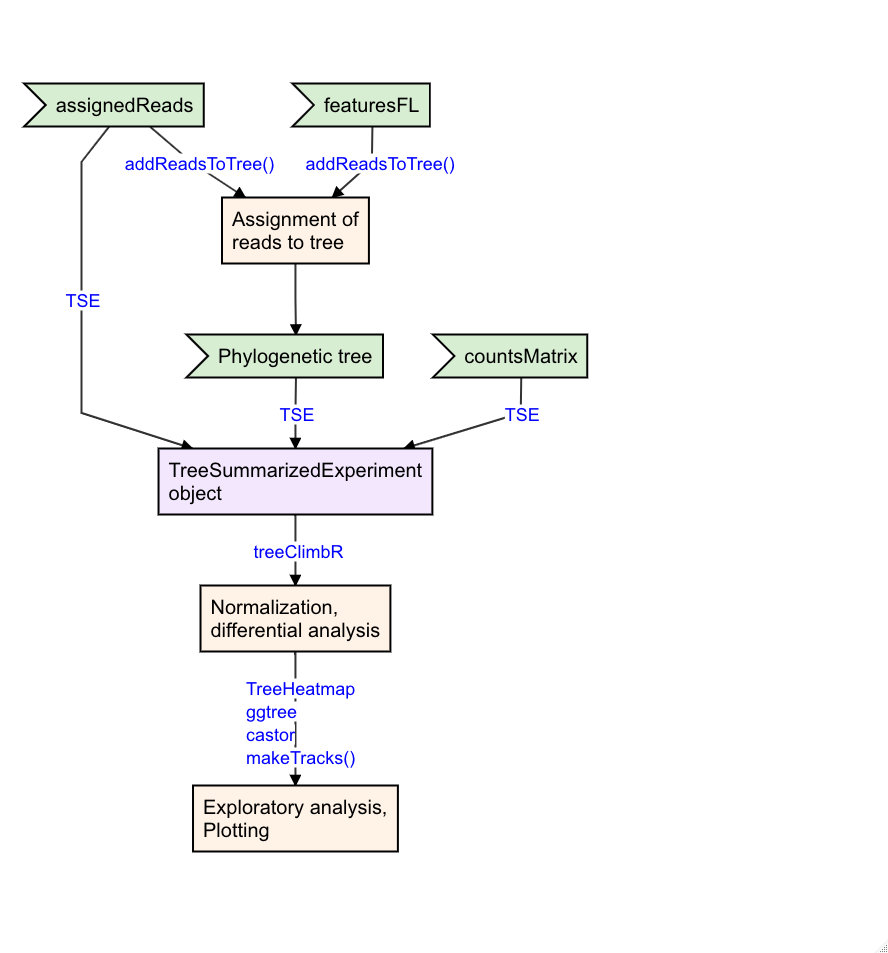 assignedReads
featuresFL
addReadsToTree()
addReadsToTree()
Assignment of
reads to tree
TSE
Phylogenetic tree
countsMatrix
TSE
TSE
TreeSummarizedExperiment
object
treeClimbR
Normalization,
differential analysis
TreeHeatmap
ggtree
castor
makeTracks()
Exploratory analysis,
Plotting